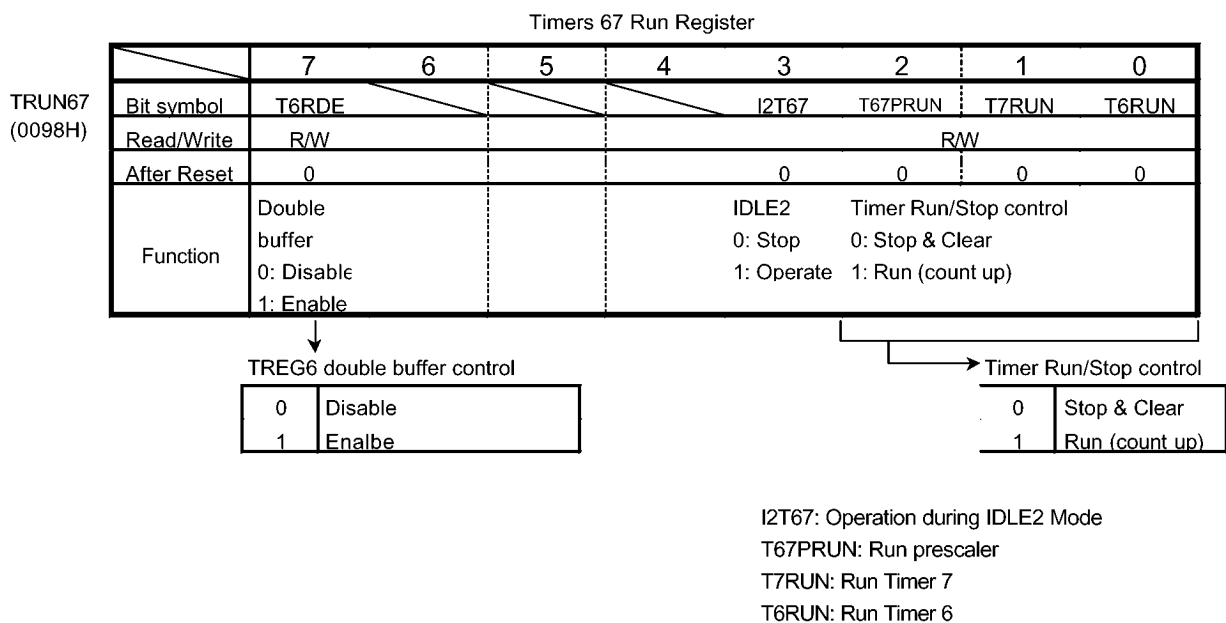 Timers 67 Run Register
7 6 5 4 3 2 1 0
TRUN67
(0098H)
Bit symbol T6RDE I2T67 T67PRUN T7RUN T6RUN
Read/Write R/W R/W
After Reset 0 0 0 0 0
Function
Double
buffer
0: Disable
1: Enable
IDLE2
0: Stop
1: Operate
Timer Run/Stop control
0: Stop & Clear
1: Run (count up)
TREG6 double buffer control
0 Disable
1 Enalbe
Timer Run/Stop control
0 Stop & Clear
1 Run (count up)
I2T67: Operation during IDLE2 Mode
T67PRUN: Run prescaler
T7RUN: Run Timer 7
T6RUN: Run Timer 6